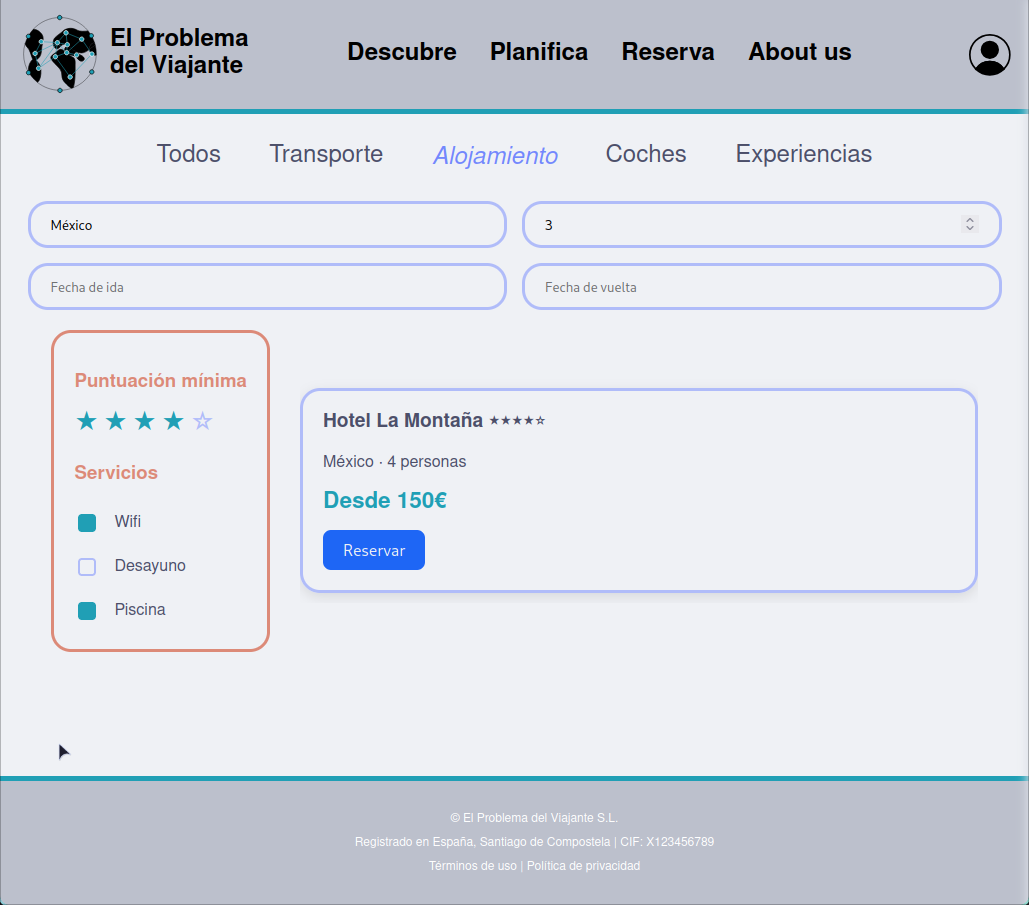 El Problema
del Viajante
Descubre Planifica Reserva About us
Todos Transporte Alojamiento Coches Experiencias
México 3
Fecha de ida Fecha de vuelta
Puntuación mínima
★ ★ ★ ★ ☆
Servicios
Wifi
Desayuno
Piscina
Hotel La Montaña ★★★★☆
México · 4 personas
Desde 150€
Reservar
© El Problema del Viajante S.L.
Registrado en España, Santiago de Compostela | CIF: X123456789
Términos de uso | Política de privacidad